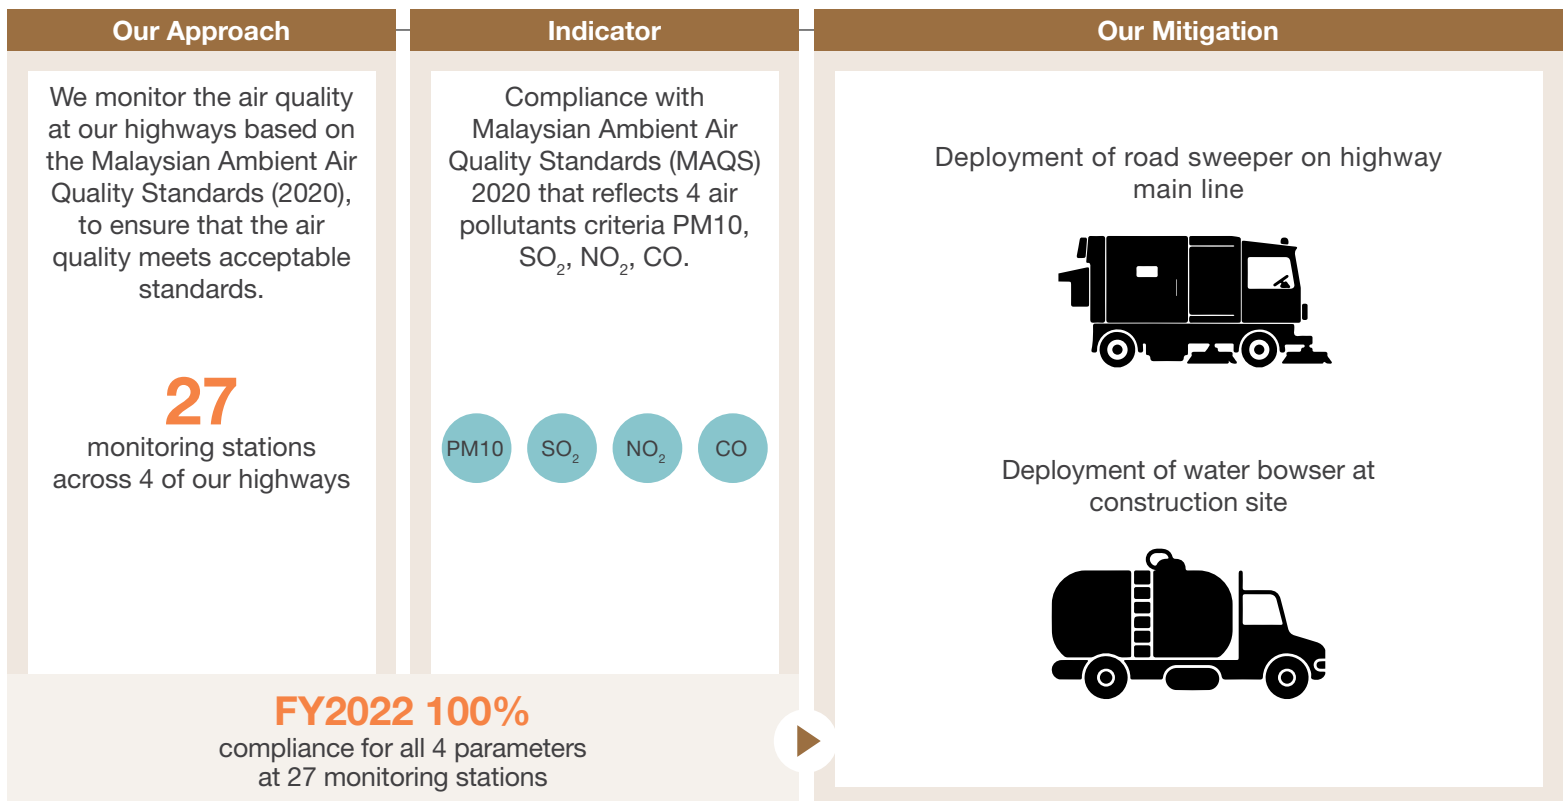 Our Approach
We monitor the air quality
at our highways based on
the Malaysian Ambient Air
Quality Standards (2020),
to ensure that the air
quality meets acceptable
standards.
27
monitoring stations
across 4 of our highways
Indicator
Compliance with
Malaysian Ambient Air
Quality Standards (MAQS)
2020 that reflects 4 air
pollutants criteria PM10,
SO₂, NO₂, CO.
PM10 SO₂ NO₂ CO
FY2022 100%
compliance for all 4 parameters
at 27 monitoring stations
Our Mitigation
Deployment of road sweeper on highway
main line
Deployment of water bowser at
construction site